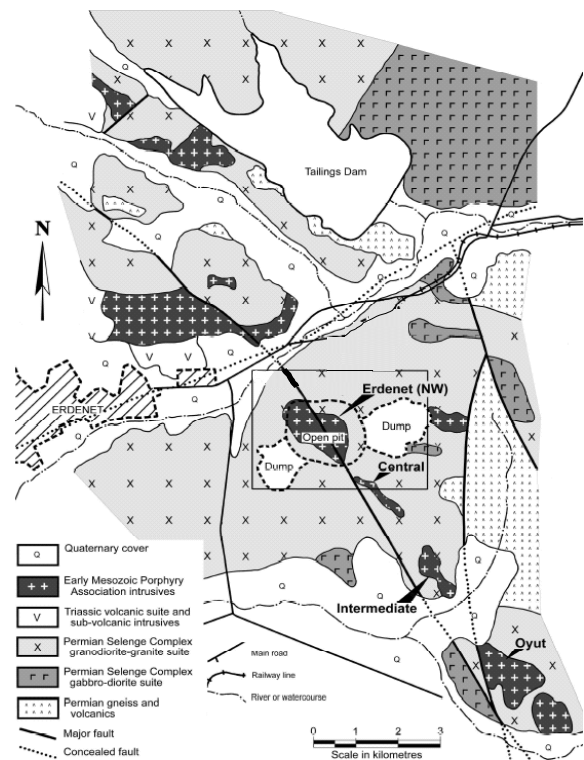 Tailings Dam
N
ERDENET
Erdenet (NW)
Open pit
Dump
Dump
Central
Intermediate
Oyut
Q
Quaternary cover
Early Mesozoic Porphyry
Association intrusives
V
Triassic volcanic suite and
sub-volcanic intrusives
X
Permian Selenge Complex
granodiorite-granite suite
Permian Selenge Complex
gabbro-diorite suite
Permian gneiss and
volcanics
Major fault
Concealed fault
Main road
Railway line
River or watercourse
0 1 2 3
Scale in kilometres